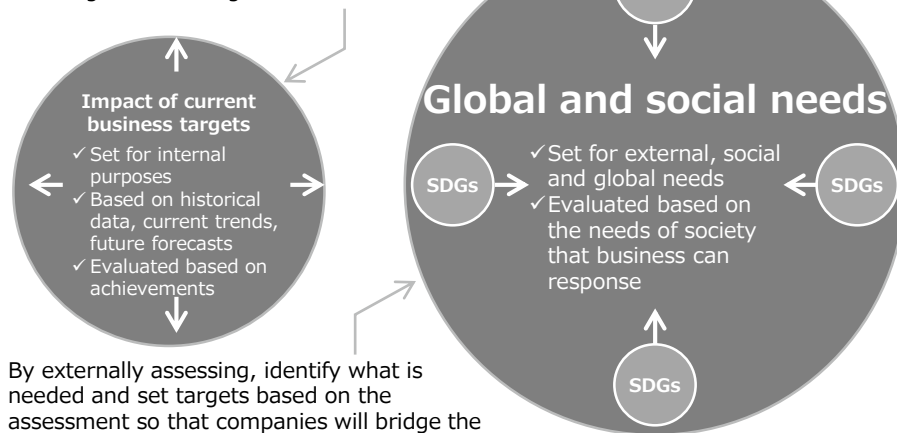 Impact of current
business targets
✓ Set for internal
purposes
✓ Based on historical
data, current trends,
future forecasts
✓ Evaluated based on
achievements
Global and social needs
✓ Set for external, social
and global needs
✓ Evaluated based on
the needs of society
that business can
response
SDGs
SDGs
SDGs
By externally assessing, identify what is
needed and set targets based on the
assessment so that companies will bridge the